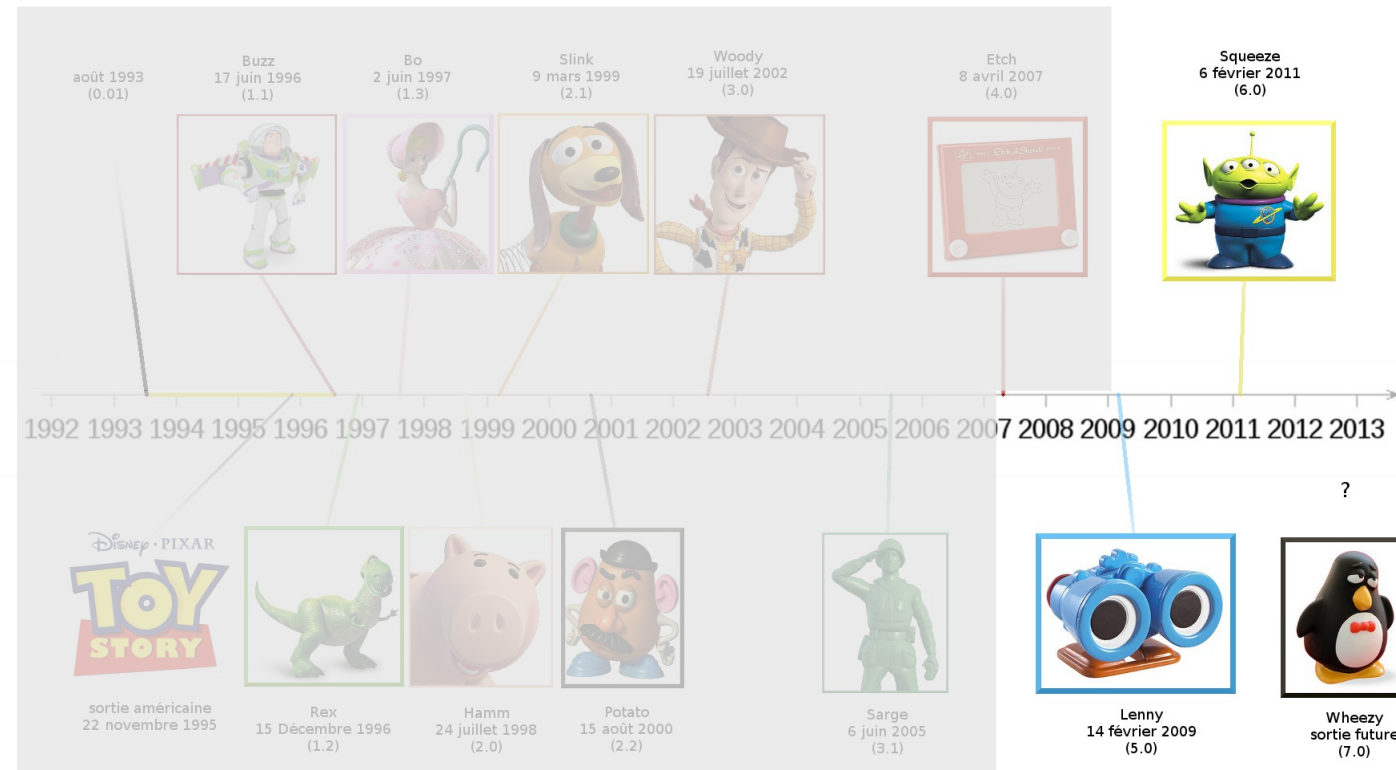 août 1993
(0.01)
Buzz
17 juin 1996
(1.1)
Bo
2 juin 1997
(1.3)
Slink
9 mars 1999
(2.1)
Woody
19 juillet 2002
(3.0)
Etch
8 avril 2007
(4.0)
Squeeze
6 février 2011
(6.0)
1992 1993 1994 1995 1996 1997 1998 1999 2000 2001 2002 2003 2004 2005 2006 2007 2008 2009 2010 2011 2012 2013
?
DISNEY • PIXAR
TOY
STORY
sortie américaine
22 novembre 1995
Rex
15 Décembre 1996
(1.2)
Hamm
24 juillet 1998
(2.0)
Potato
15 août 2000
(2.2)
Sarge
6 juin 2005
(3.1)
Lenny
14 février 2009
(5.0)
Wheezy
sortie future
(7.0)